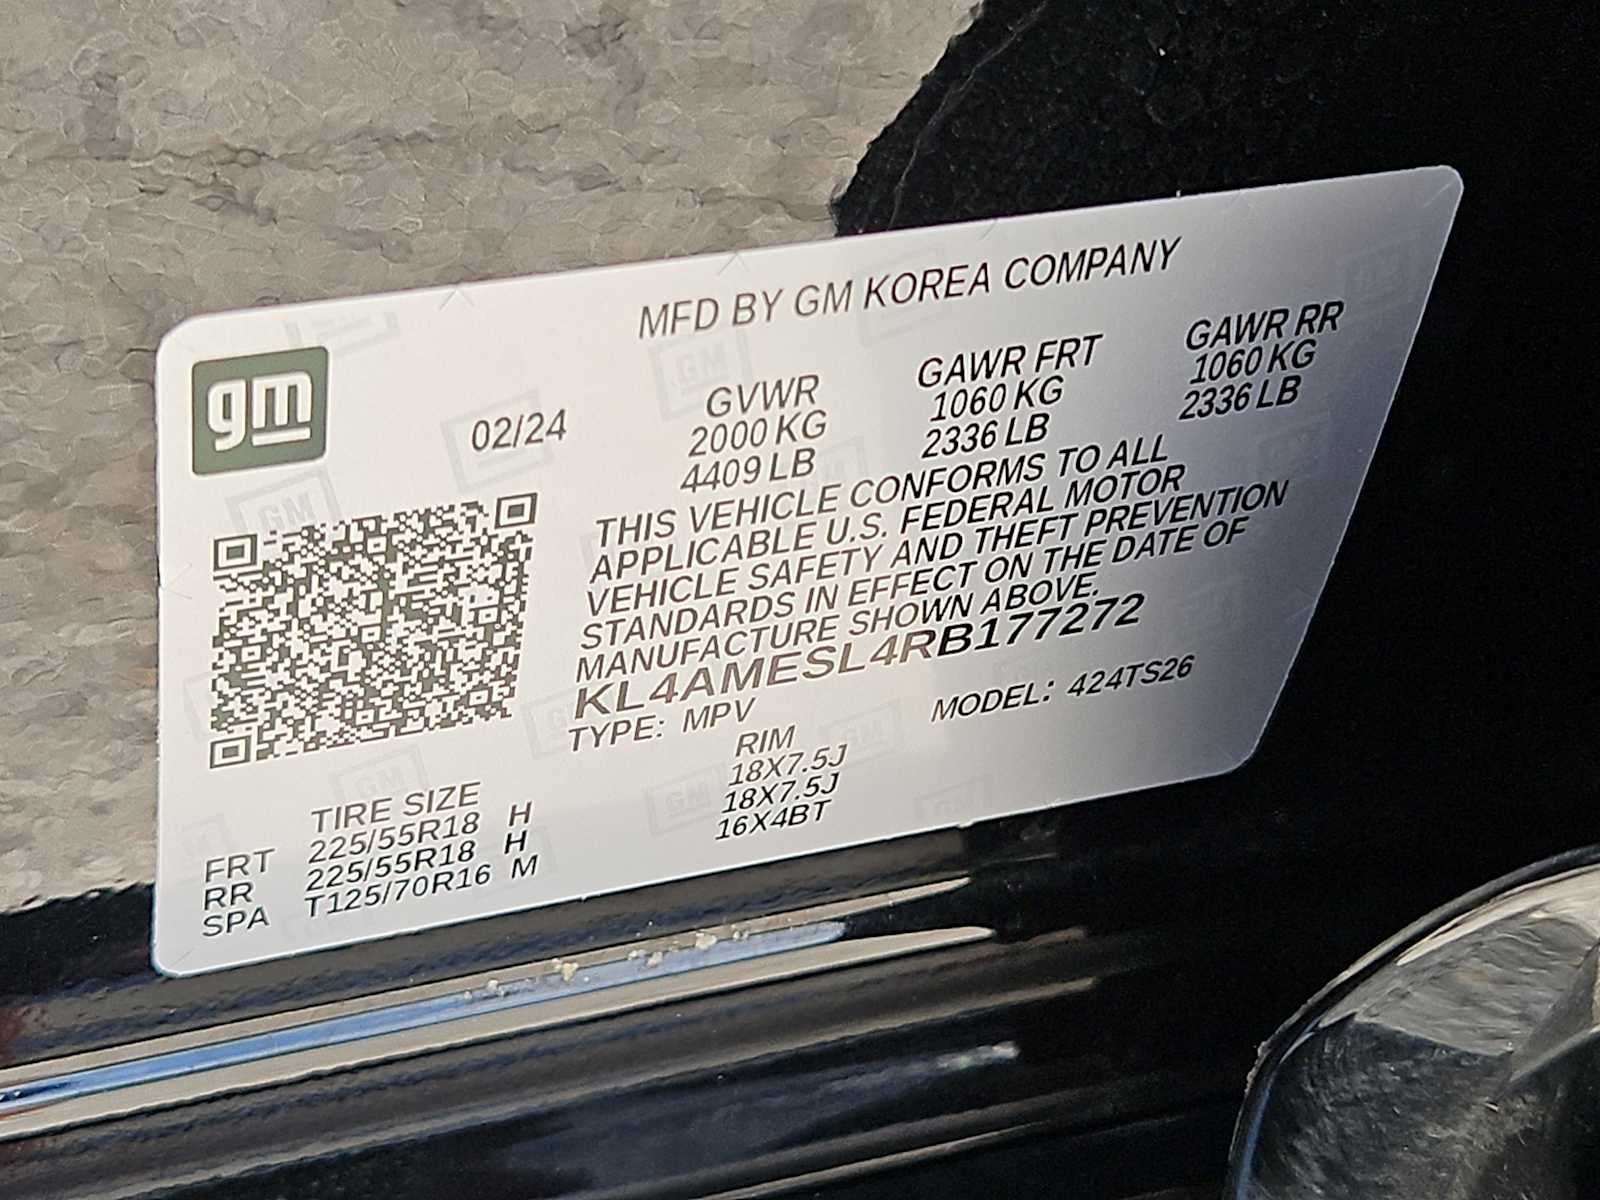 MFD BY GM KOREA COMPANY
gm
02/24
GVWR
2000 KG
4409 LB
GAWR FRT
1060 KG
2336 LB
GAWR RR
1060 KG
2336 LB
THIS VEHICLE CONFORMS TO ALL
APPLICABLE U.S. FEDERAL MOTOR
VEHICLE SAFETY AND THEFT PREVENTION
STANDARDS IN EFFECT ON THE DATE OF
MANUFACTURE SHOWN ABOVE.
KL4AMESL4RB177272
TYPE: MPV
MODEL: 424TS26
TIRE SIZE
RIM
FRT 225/55R18 H 18X7.5J
RR 225/55R18 H 18X7.5J
SPA T125/70R16 M 16X4BT